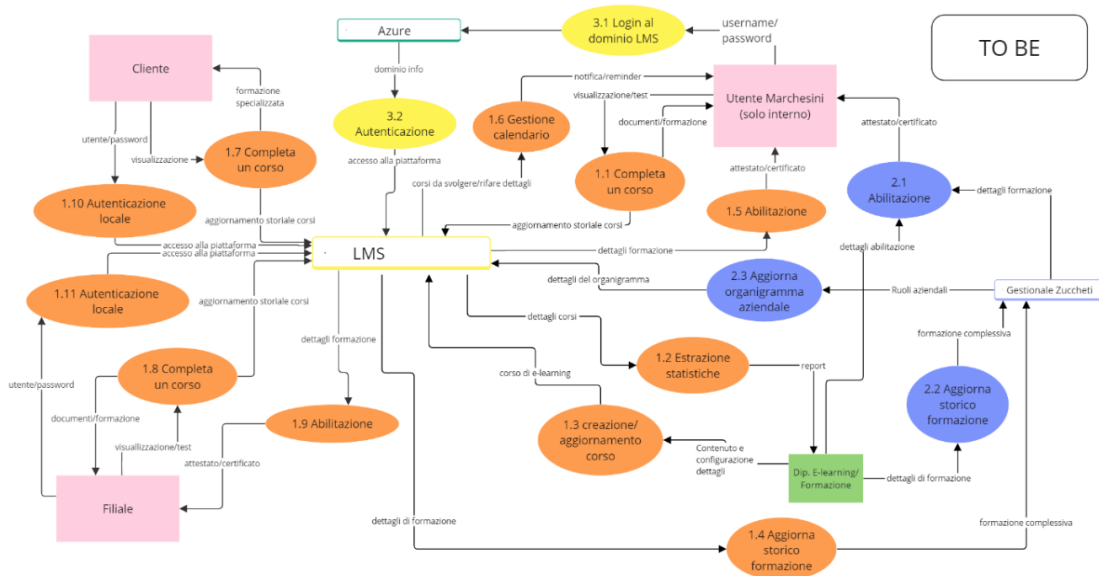 TO BE
Azure
3.1 Login al
dominio LMS
username/
password
Cliente
dominio info
notifica/reminder
Utente Marchesini
(solo interno)
formazione
specializzata
3.2
Autenticazione
1.6 Gestione
calendario
visualizzazione/test
documenti/formazione
attestato/certificato
utente/password
visualizzazione
1.7 Completa
un corso
accesso alla piattaforma
1.1 Completa
un corso
attestato/certificato
2.1
Abilitazione
corsi da svolgere/rifare dettagli
dettagli formazione
1.10 Autenticazione
locale
aggiornamento storiale corsi
aggiornamento storiale corsi
1.5 Abilitazione
accesso alla piattaforma
accesso alla piattaforma
LMS
dettagli formazione
dettagli abilitazione
1.11 Autenticazione
locale
aggiornamento storiale corsi
dettagli del organigramma
2.3 Aggiorna
organigramma
aziendale
Ruoli aziendali
Gestionale Zuccheti
dettagli corsi
formazione complessiva
dettagli formazione
1.2 Estrazione
statistiche
report
1.8 Completa
un corso
corso di e-learning
utente/password
2.2 Aggiorna
storico
formazione
documenti/formazione
1.9 Abilitazione
1.3 creazione/
aggiornamento
corso
visuallizzazione/test
Contenuto e
configurazione
dettagli
attestato/certificato
Dip. E-learning/
Formazione
dettagli di formazione
Filiale
dettagli di formazione
formazione complessiva
1.4 Aggiorna
storico
formazione